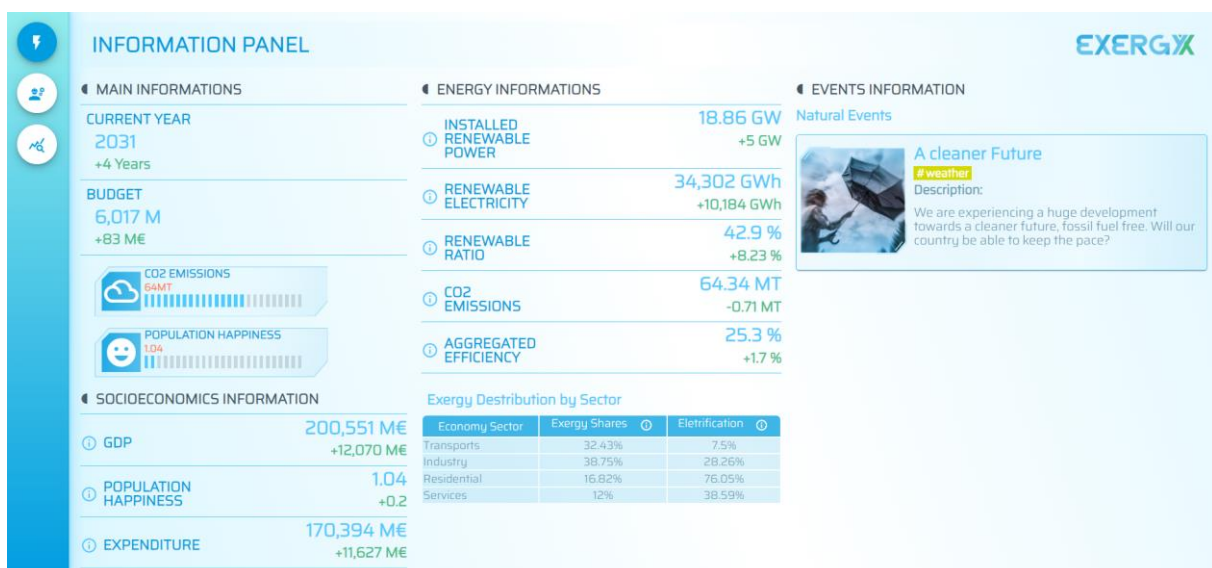 INFORMATION PANEL
EXERGY
MAIN INFORMATIONS
CURRENT YEAR
2031
+4 Years
BUDGET
6,017 M
+83 M€
CO2 EMISSIONS
64MT
POPULATION HAPPINESS
1.04
SOCIOECONOMICS INFORMATION
GDP
200,551 M€
+12,070 M€
POPULATION
HAPPINESS
1.04
+0.2
EXPENDITURE
170,394 M€
+11,627 M€
ENERGY INFORMATIONS
INSTALLED
RENEWABLE
POWER
18.86 GW
+5 GW
RENEWABLE
ELECTRICITY
34,302 GWh
+10,184 GWh
RENEWABLE
RATIO
42.9 %
+8.23 %
CO2
EMISSIONS
64.34 MT
-0.71 MT
AGGREGATED
EFFICIENCY
25.3 %
+1.7 %
Exergy Destribution by Sector
Economy Sector Exergy Shares Eletrification
Transports 32.43% 7.5%
Industry 38.75% 28.26%
Residential 16.82% 76.05%
Services 12% 38.59%
EVENTS INFORMATION
Natural Events
A cleaner Future
#weather
Description:
We are experiencing a huge development
towards a cleaner future, fossil fuel free. Will our
country be able to keep the pace?